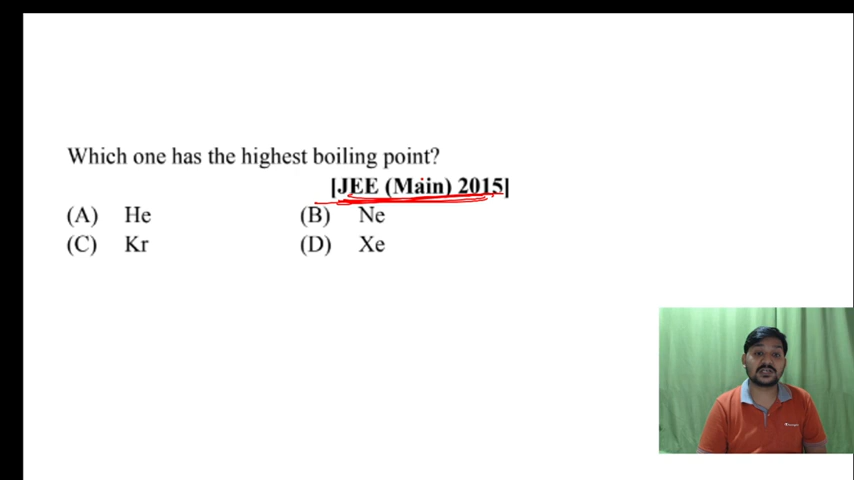 Which one has the highest boiling point?
[JEE (Main) 2015]
(A) He (B) Ne
(C) Kr (D) Xe